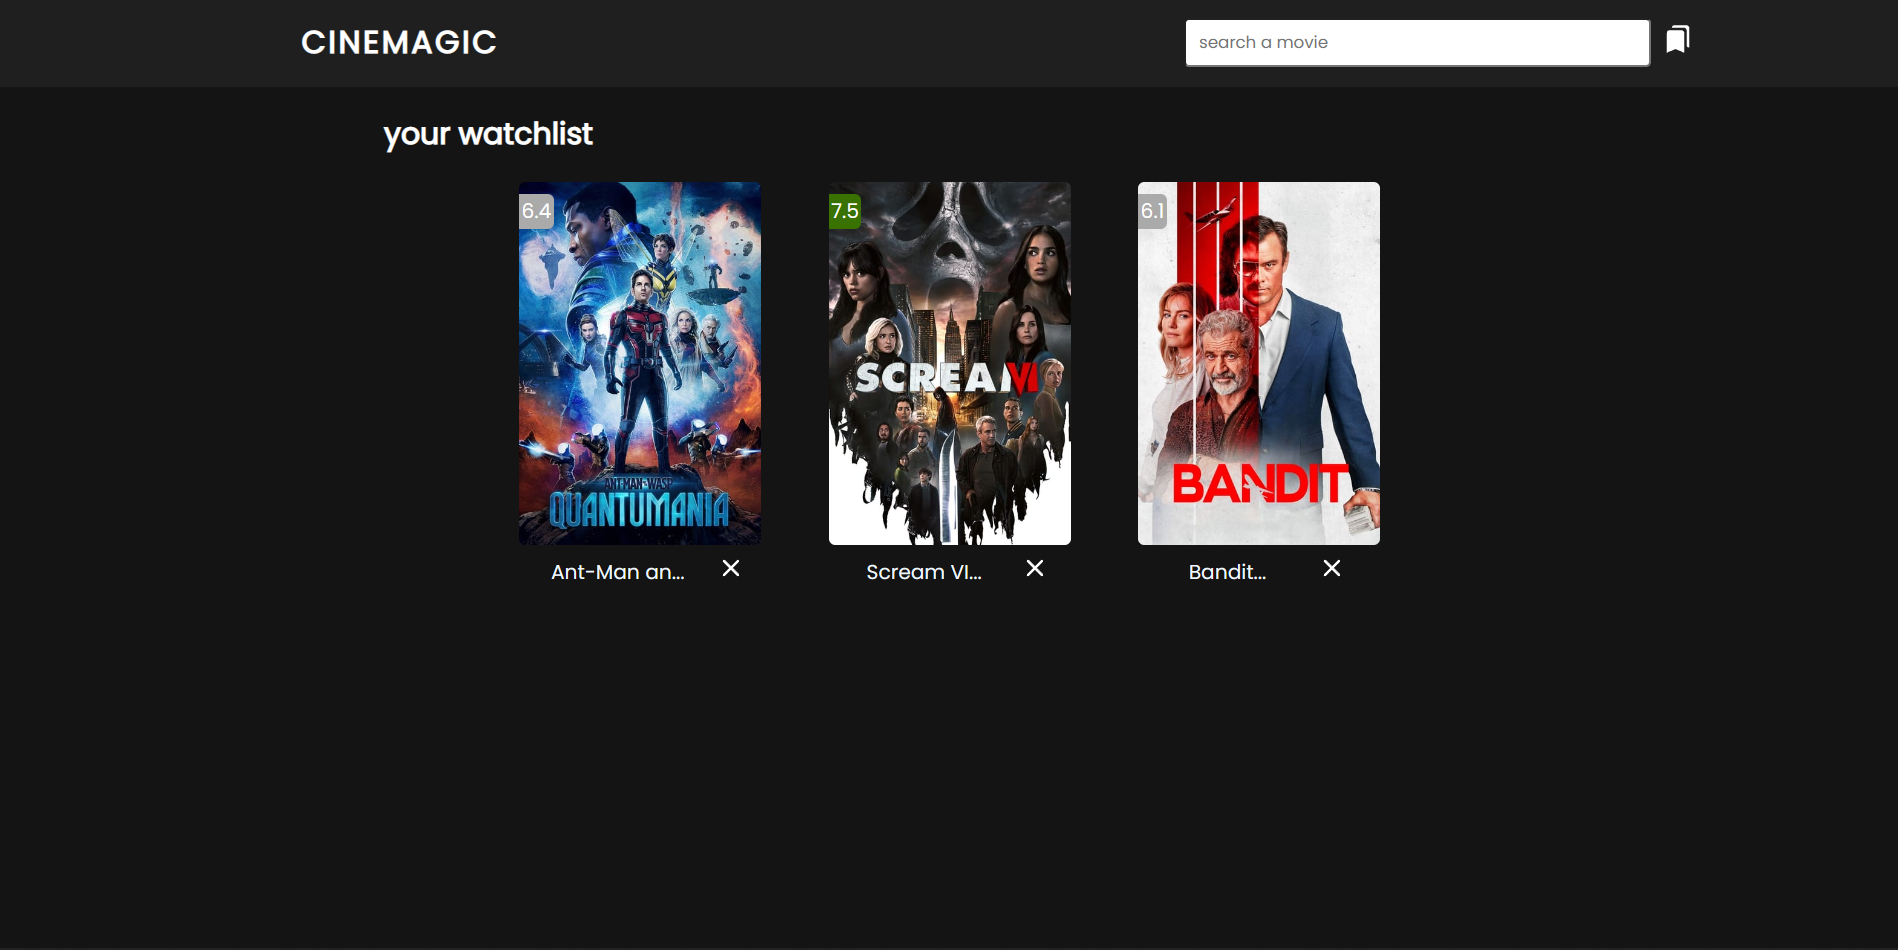 CINEMAGIC
search a movie
your watchlist
6.4
7.5
6.1
ANT-MAN AND THE WASP
QUANTUMANIA
SCREAM VI
BANDIT
Ant-Man an...
Scream VI...
Bandit...